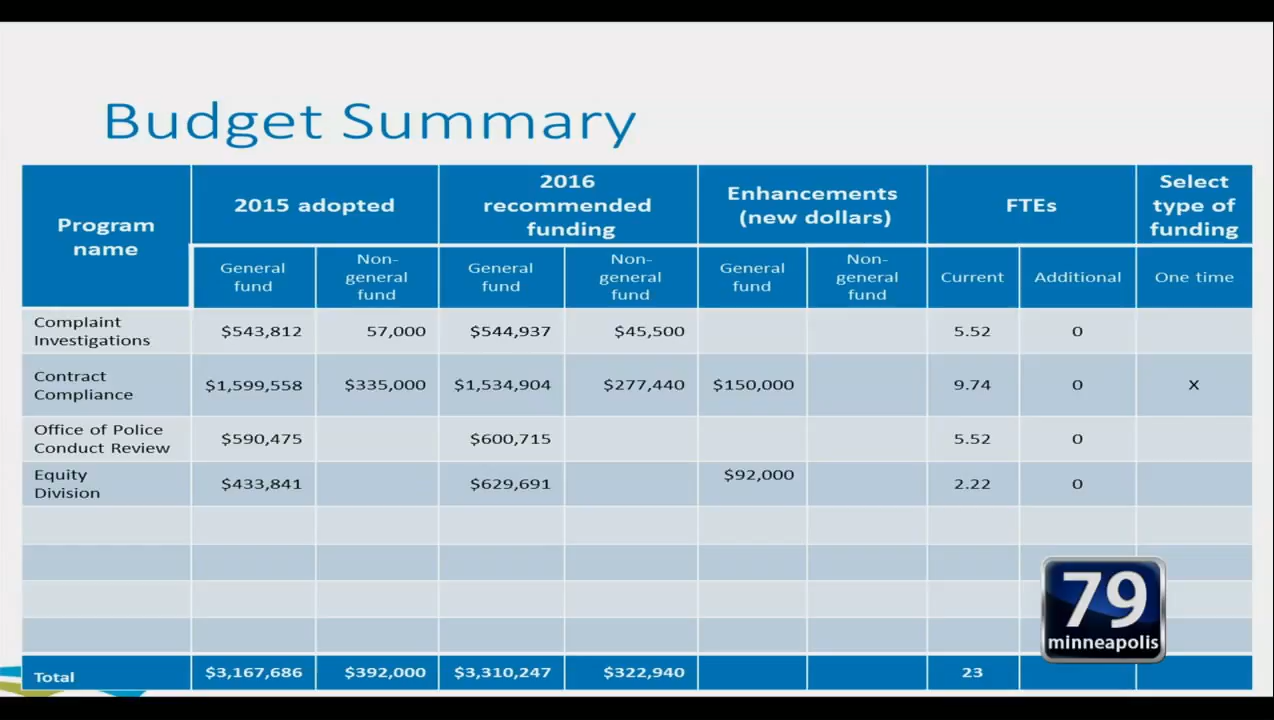 Budget Summary
Program name
2015 adopted
2016 recommended funding
Enhancements (new dollars)
FTEs
Select type of funding
General fund
Non-general fund
General fund
Non-general fund
General fund
Non-general fund
Current
Additional
One time
Complaint Investigations $543,812 57,000 $544,937 $45,500 5.52 0
Contract Compliance $1,599,558 $335,000 $1,534,904 $277,440 $150,000 9.74 0 X
Office of Police Conduct Review $590,475 $600,715 5.52 0
Equity Division $433,841 $629,691 $92,000 2.22 0
Total $3,167,686 $392,000 $3,310,247 $322,940 23
79
minneapolis